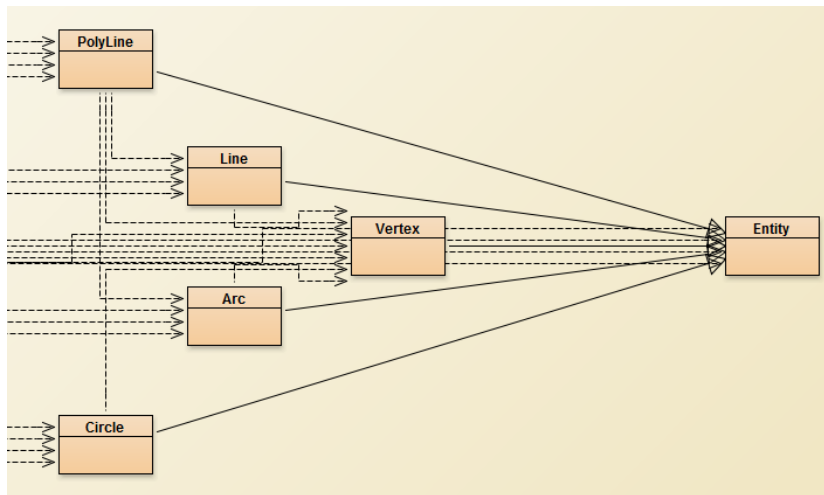 PolyLine
Line
Vertex
Entity
Arc
Circle